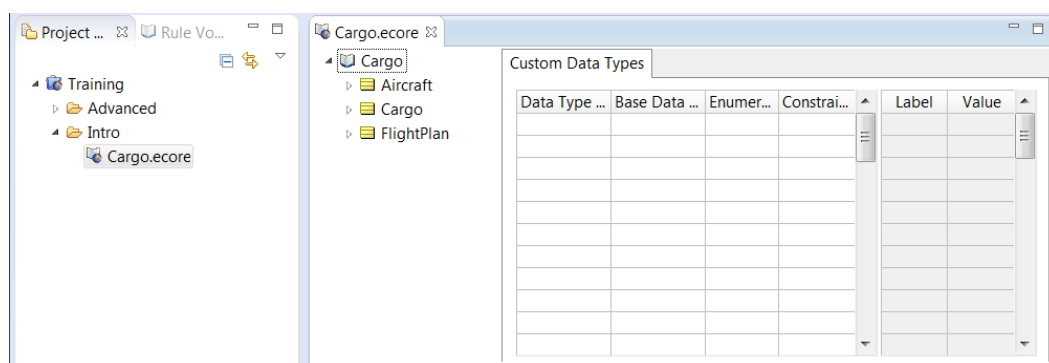 Project ...
Rule Vo...
Training
Advanced
Intro
Cargo.ecore
Cargo.ecore
Cargo
Aircraft
Cargo
FlightPlan
Custom Data Types
Data Type ... Base Data ... Enumer... Constrai... Label Value